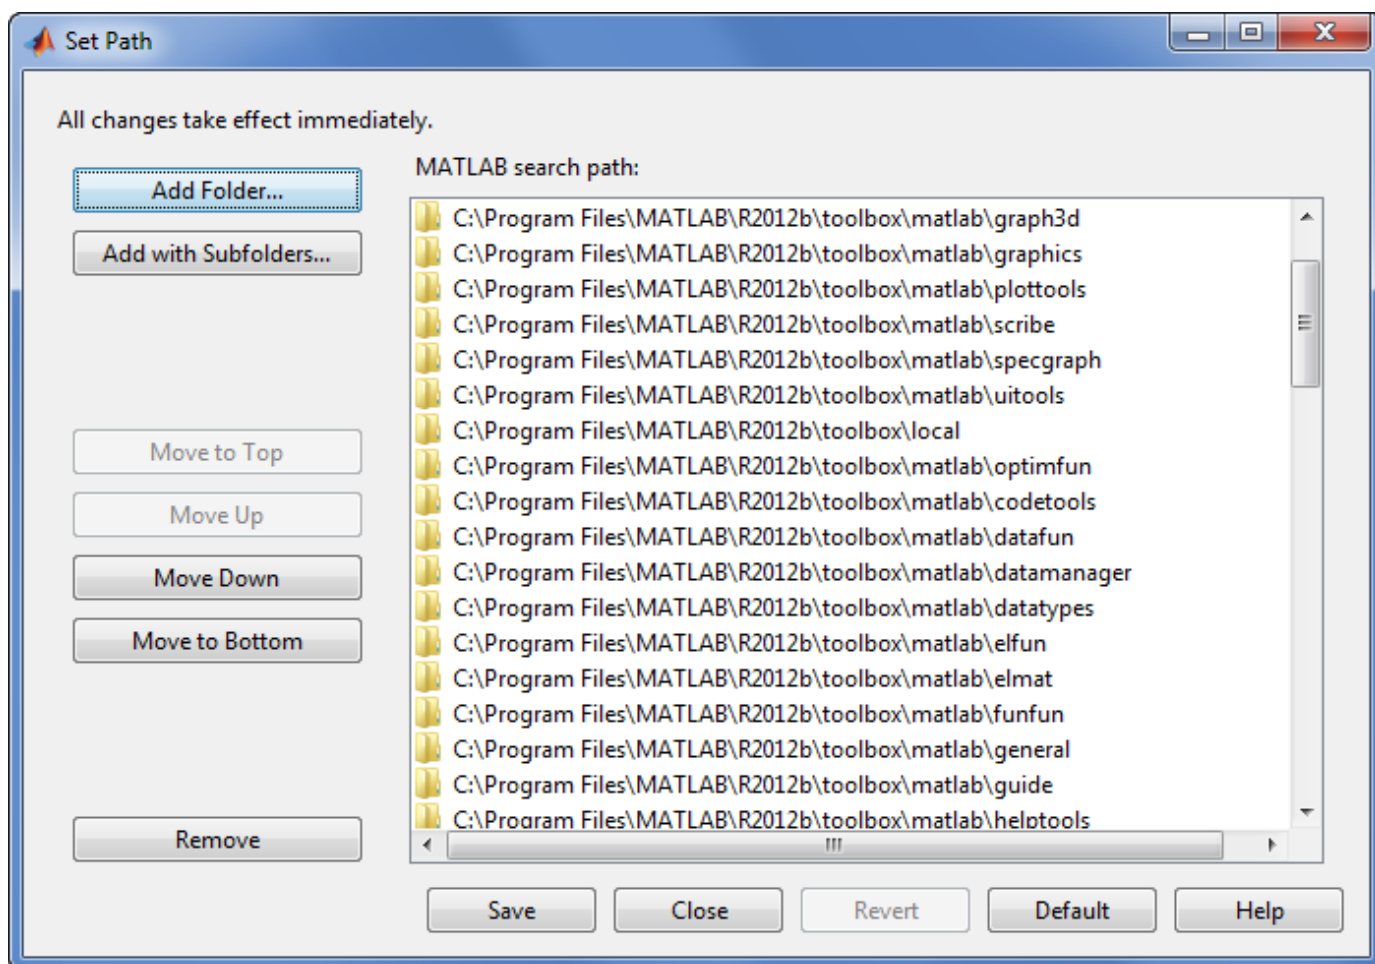 Set Path
All changes take effect immediately.
Add Folder...
Add with Subfolders...
Move to Top
Move Up
Move Down
Move to Bottom
Remove
MATLAB search path:
C:\Program Files\MATLAB\R2012b\toolbox\matlab\graph3d
C:\Program Files\MATLAB\R2012b\toolbox\matlab\graphics
C:\Program Files\MATLAB\R2012b\toolbox\matlab\plottools
C:\Program Files\MATLAB\R2012b\toolbox\matlab\scribe
C:\Program Files\MATLAB\R2012b\toolbox\matlab\specgraph
C:\Program Files\MATLAB\R2012b\toolbox\matlab\uitools
C:\Program Files\MATLAB\R2012b\toolbox\local
C:\Program Files\MATLAB\R2012b\toolbox\matlab\optimfun
C:\Program Files\MATLAB\R2012b\toolbox\matlab\codetools
C:\Program Files\MATLAB\R2012b\toolbox\matlab\datafun
C:\Program Files\MATLAB\R2012b\toolbox\matlab\datamanager
C:\Program Files\MATLAB\R2012b\toolbox\matlab\datatypes
C:\Program Files\MATLAB\R2012b\toolbox\matlab\elfun
C:\Program Files\MATLAB\R2012b\toolbox\matlab\elmat
C:\Program Files\MATLAB\R2012b\toolbox\matlab\funfun
C:\Program Files\MATLAB\R2012b\toolbox\matlab\general
C:\Program Files\MATLAB\R2012b\toolbox\matlab\guide
C:\Program Files\MATLAB\R2012b\toolbox\matlab\helptools
Save
Close
Revert
Default
Help